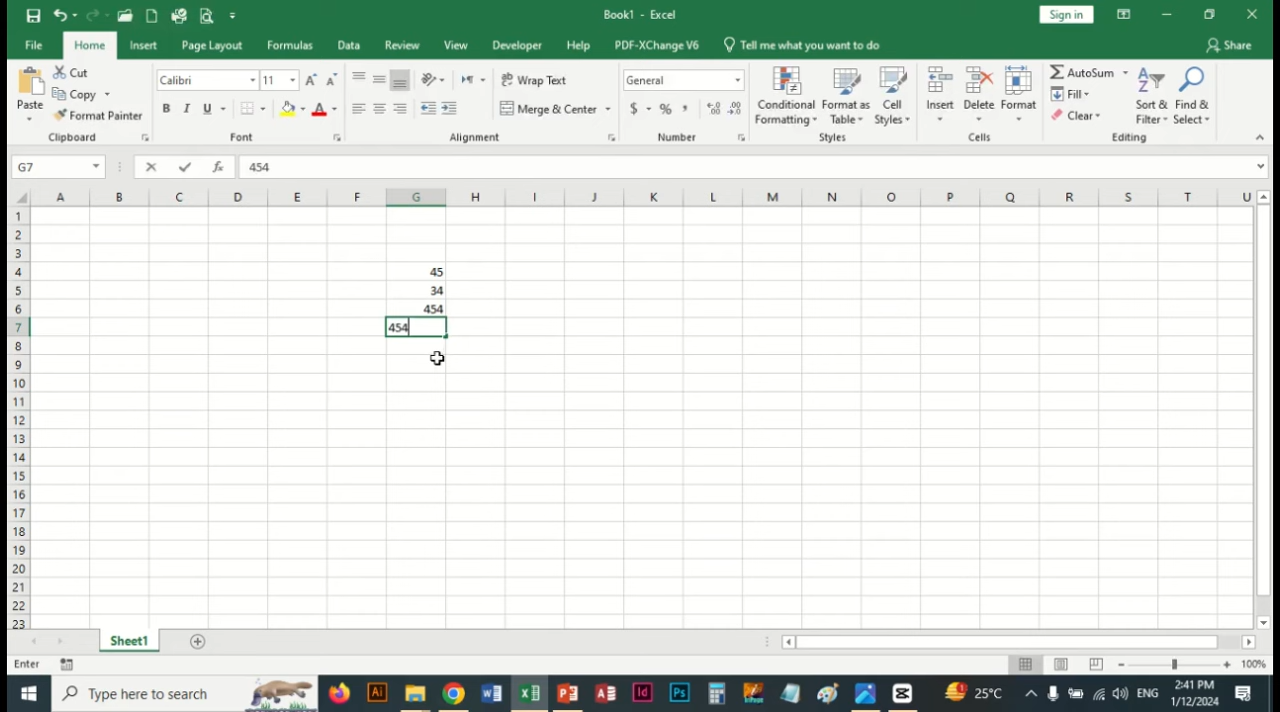 Book1 - Excel
Sign in
File Home Insert Page Layout Formulas Data Review View Developer Help PDF-XChange V6 Tell me what you want to do Share
Paste
Cut
Copy
Format Painter
Clipboard
Calibri 11
B I U
Font
Wrap Text
Merge & Center
Alignment
General
$ % ,
Number
Conditional Formatting
Format as Table
Cell Styles
Styles
Insert Delete Format
Cells
AutoSum
Fill
Clear
Sort & Filter
Find & Select
Editing
G7 fx 454
A B C D E F G H I J K L M N O P Q R S T U
1
2
3
4 45
5 34
6 454
7 454
8
9
10
11
12
13
14
15
16
17
18
19
20
21
22
23
Sheet1
Enter 100%
Type here to search Ai Id Ps 25°C ENG 2:41 PM
1/12/2024